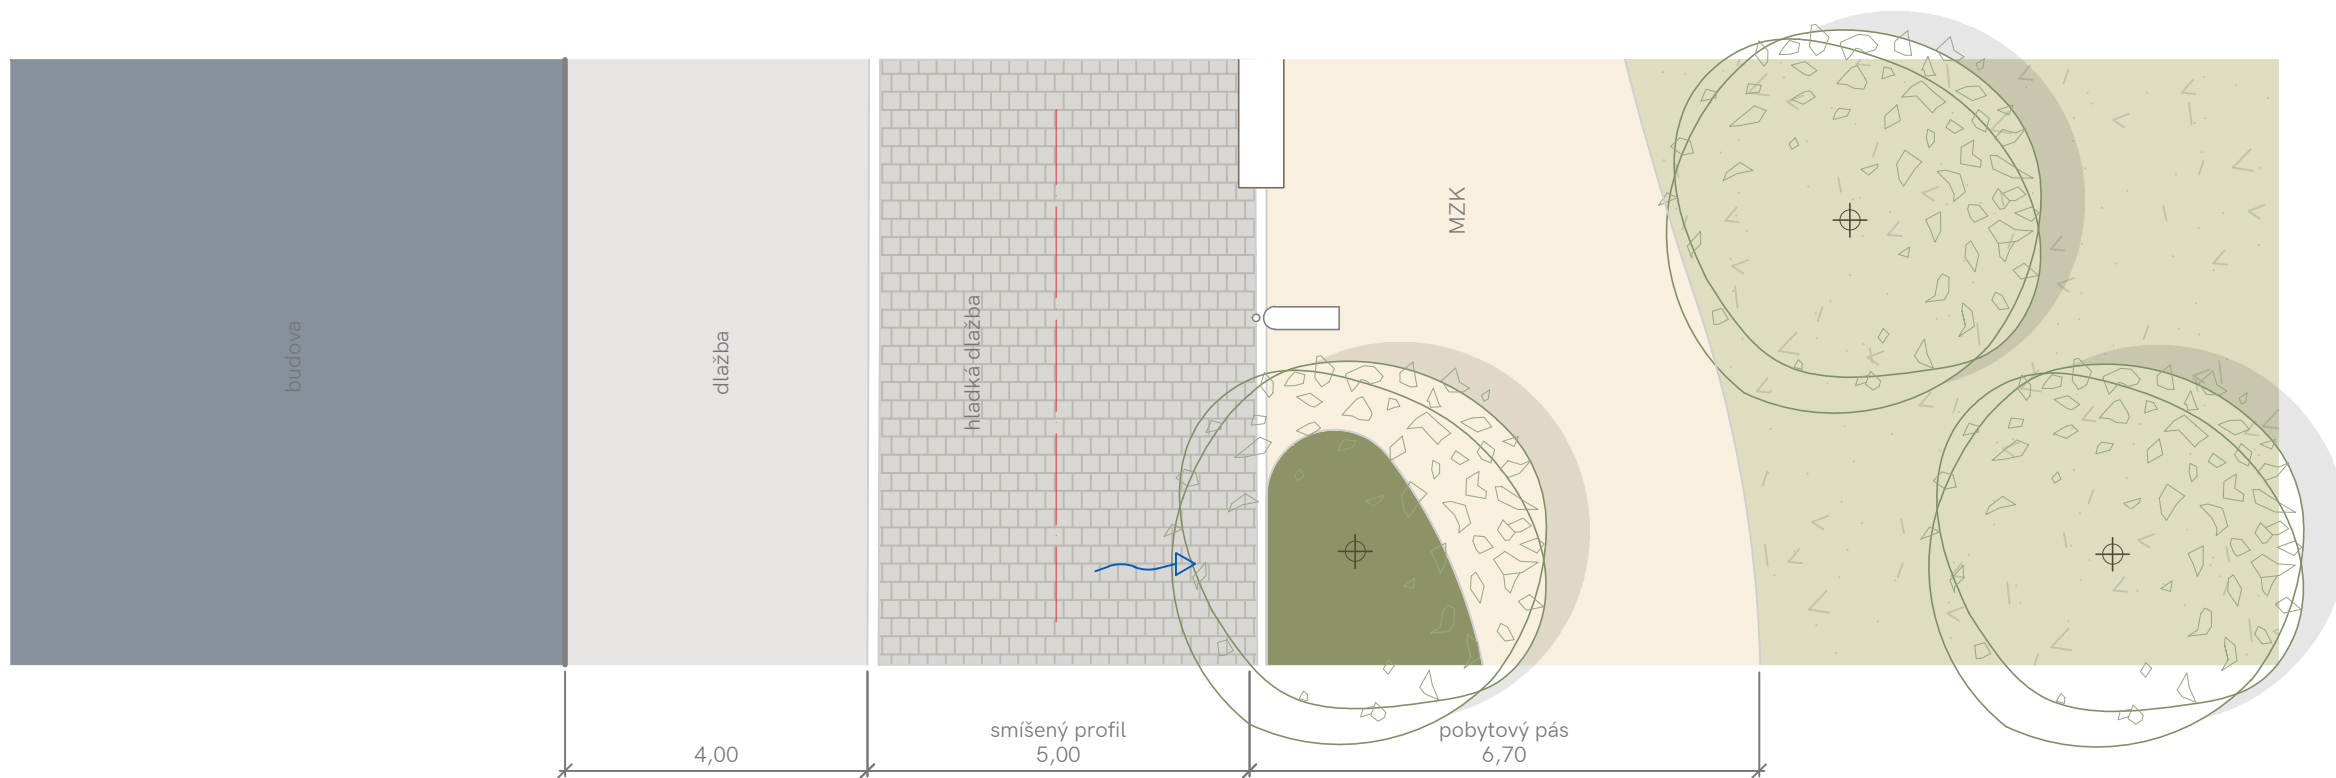 budova
dlažba
hladká dlažba
MZK
smíšený profil
pobytový pás
4,00
5,00
6,70